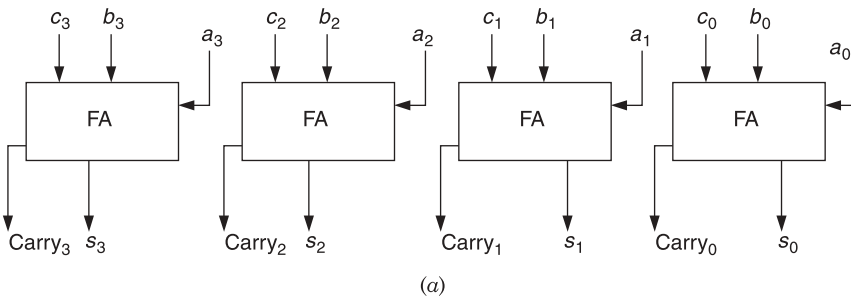 c₃ b₃ c₂ b₂ c₁ b₁ c₀ b₀
a₃ a₂ a₁ a₀
FA FA FA FA
Carry₃ s₃ Carry₂ s₂ Carry₁ s₁ Carry₀ s₀
(a)